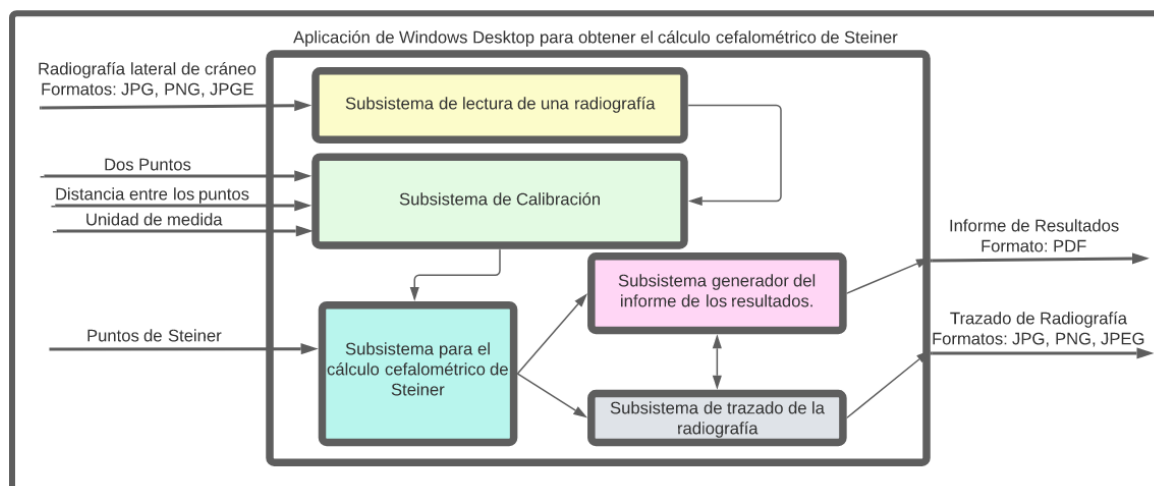 Aplicación de Windows Desktop para obtener el cálculo cefalométrico de Steiner
Radiografía lateral de cráneo
Formatos: JPG, PNG, JPGE
Subsistema de lectura de una radiografía
Dos Puntos
Distancia entre los puntos
Unidad de medida
Subsistema de Calibración
Informe de Resultados
Formato: PDF
Subsistema generador del
informe de los resultados.
Puntos de Steiner
Subsistema para el
cálculo cefalométrico de
Steiner
Trazado de Radiografía
Formatos: JPG, PNG, JPEG
Subsistema de trazado de la
radiografía